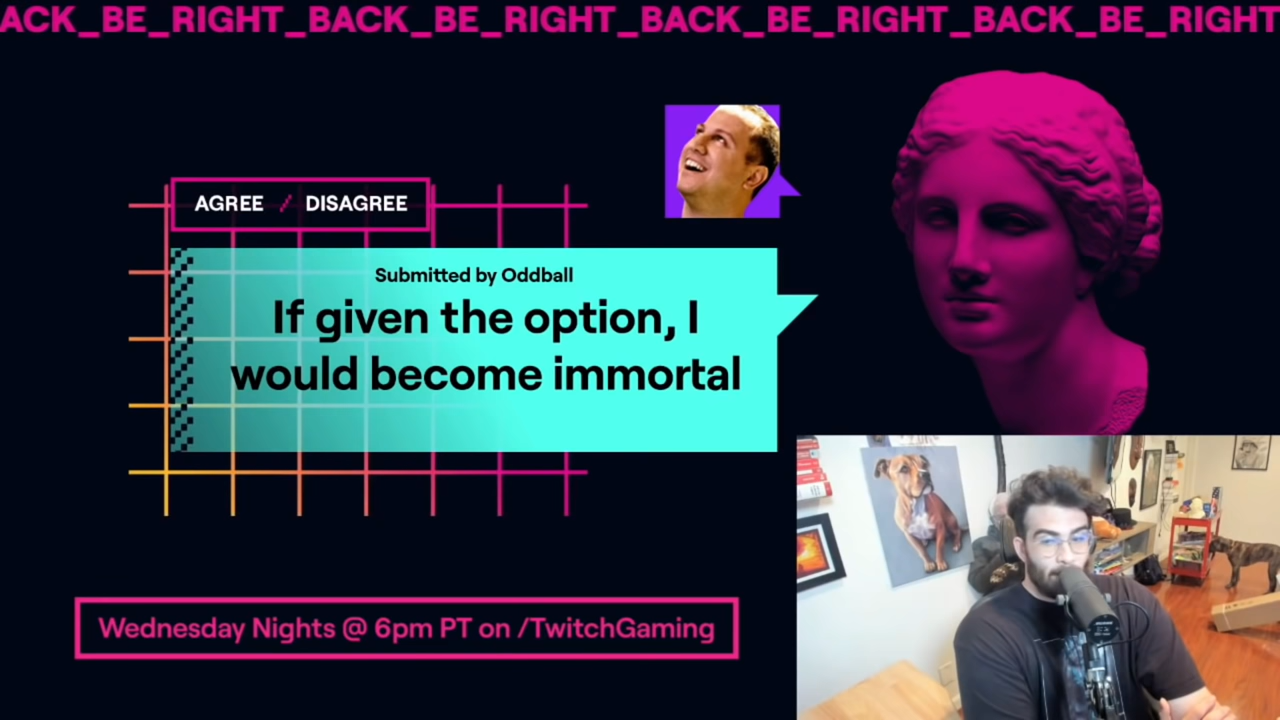 ACK_BE_RIGHT_BACK_BE_RIGHT_BACK_BE_RIGHT_BACK_BE_RIGHT
AGREE / DISAGREE
Submitted by Oddball
If given the option, I
would become immortal
Wednesday Nights @ 6pm PT on /TwitchGaming